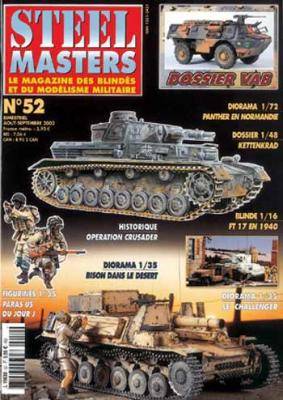 STEEL
MASTERS
LE MAGAZINE DES BLINDÉS
ET DU MODÉLISME MILITAIRE
DOSSIER VAB
N°52
BIMESTRIEL
AOUT-SEPTEMBRE 2002
DIORAMA 1/72
PANTHER EN NORMANDIE
DOSSIER 1/48
KETTENKRAD
BLINDE 1/16
FT 17 EN 1940
HISTORIQUE
OPERATION CRUSADER
DIORAMA 1/35
BISON DANS LE DESERT
FIGURINES 1/35
PARAS US
DU JOUR J
DIORAMA 1/35
LE CHALLENGER